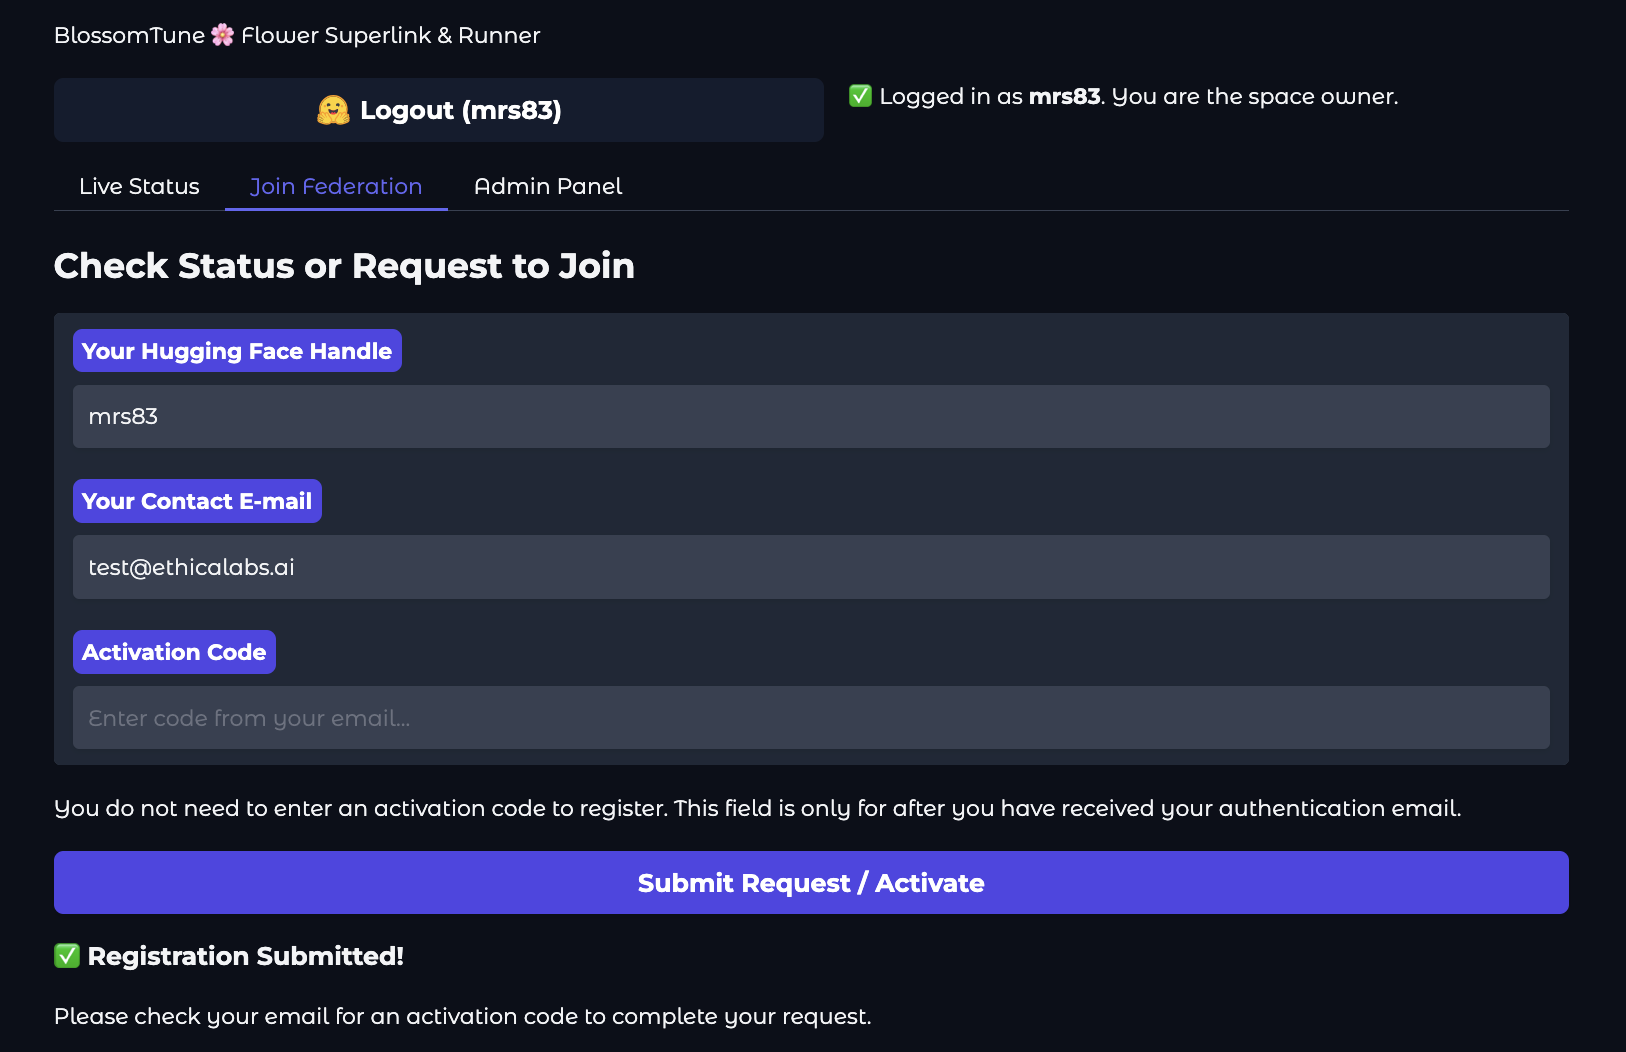 BlossomTune 🌸 Flower Superlink & Runner
🤗 Logout (mrs83)
✅ Logged in as mrs83. You are the space owner.
Live Status
Join Federation
Admin Panel
Check Status or Request to Join
Your Hugging Face Handle
mrs83
Your Contact E-mail
test@ethicalabs.ai
Activation Code
Enter code from your email...
You do not need to enter an activation code to register. This field is only for after you have received your authentication email.
Submit Request / Activate
✅ Registration Submitted!
Please check your email for an activation code to complete your request.